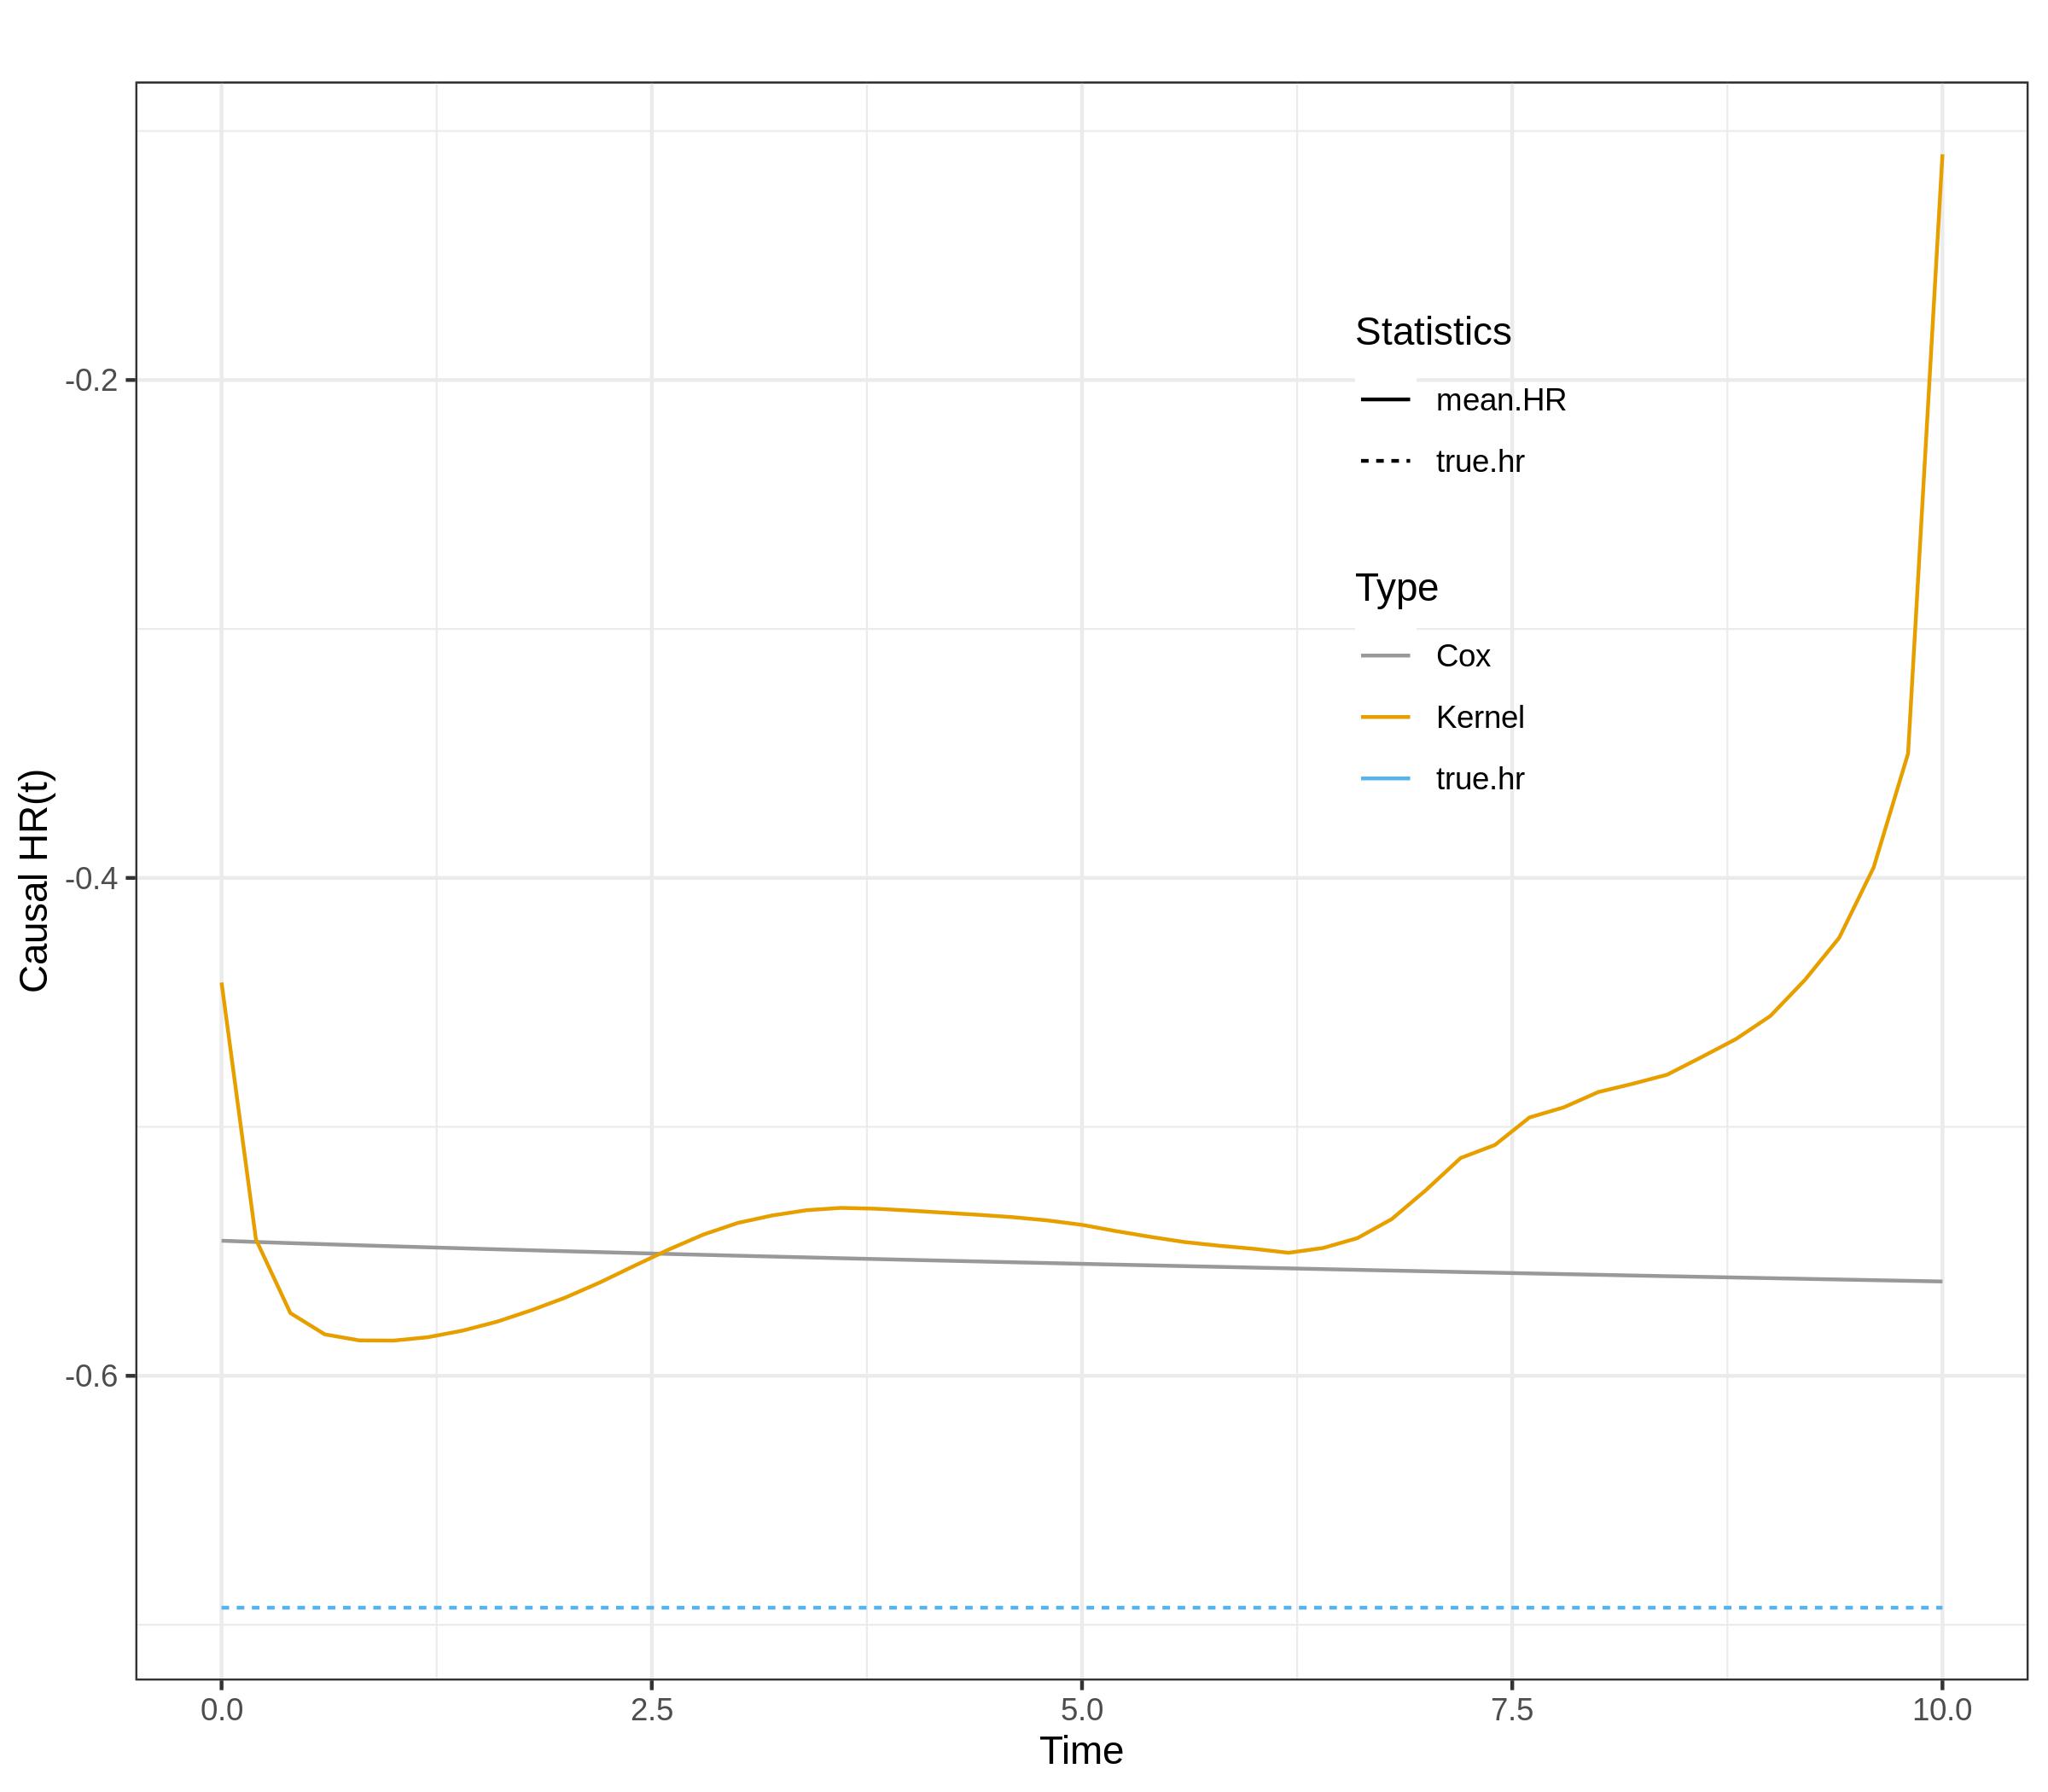 Causal HR(t)
-0.2
-0.4
-0.6
Statistics
mean.HR
true.hr
Type
Cox
Kernel
true.hr
0.0 2.5 5.0 7.5 10.0
Time